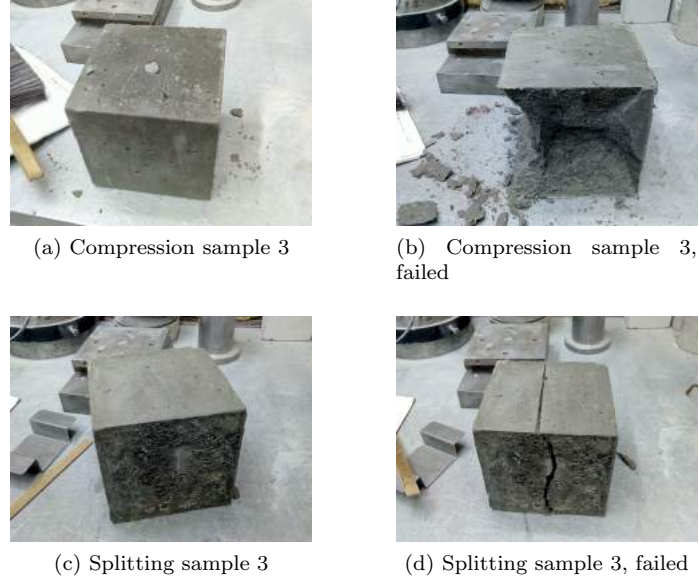 (a) Compression sample 3
(b) Compression sample 3,
failed
(c) Splitting sample 3
(d) Splitting sample 3, failed